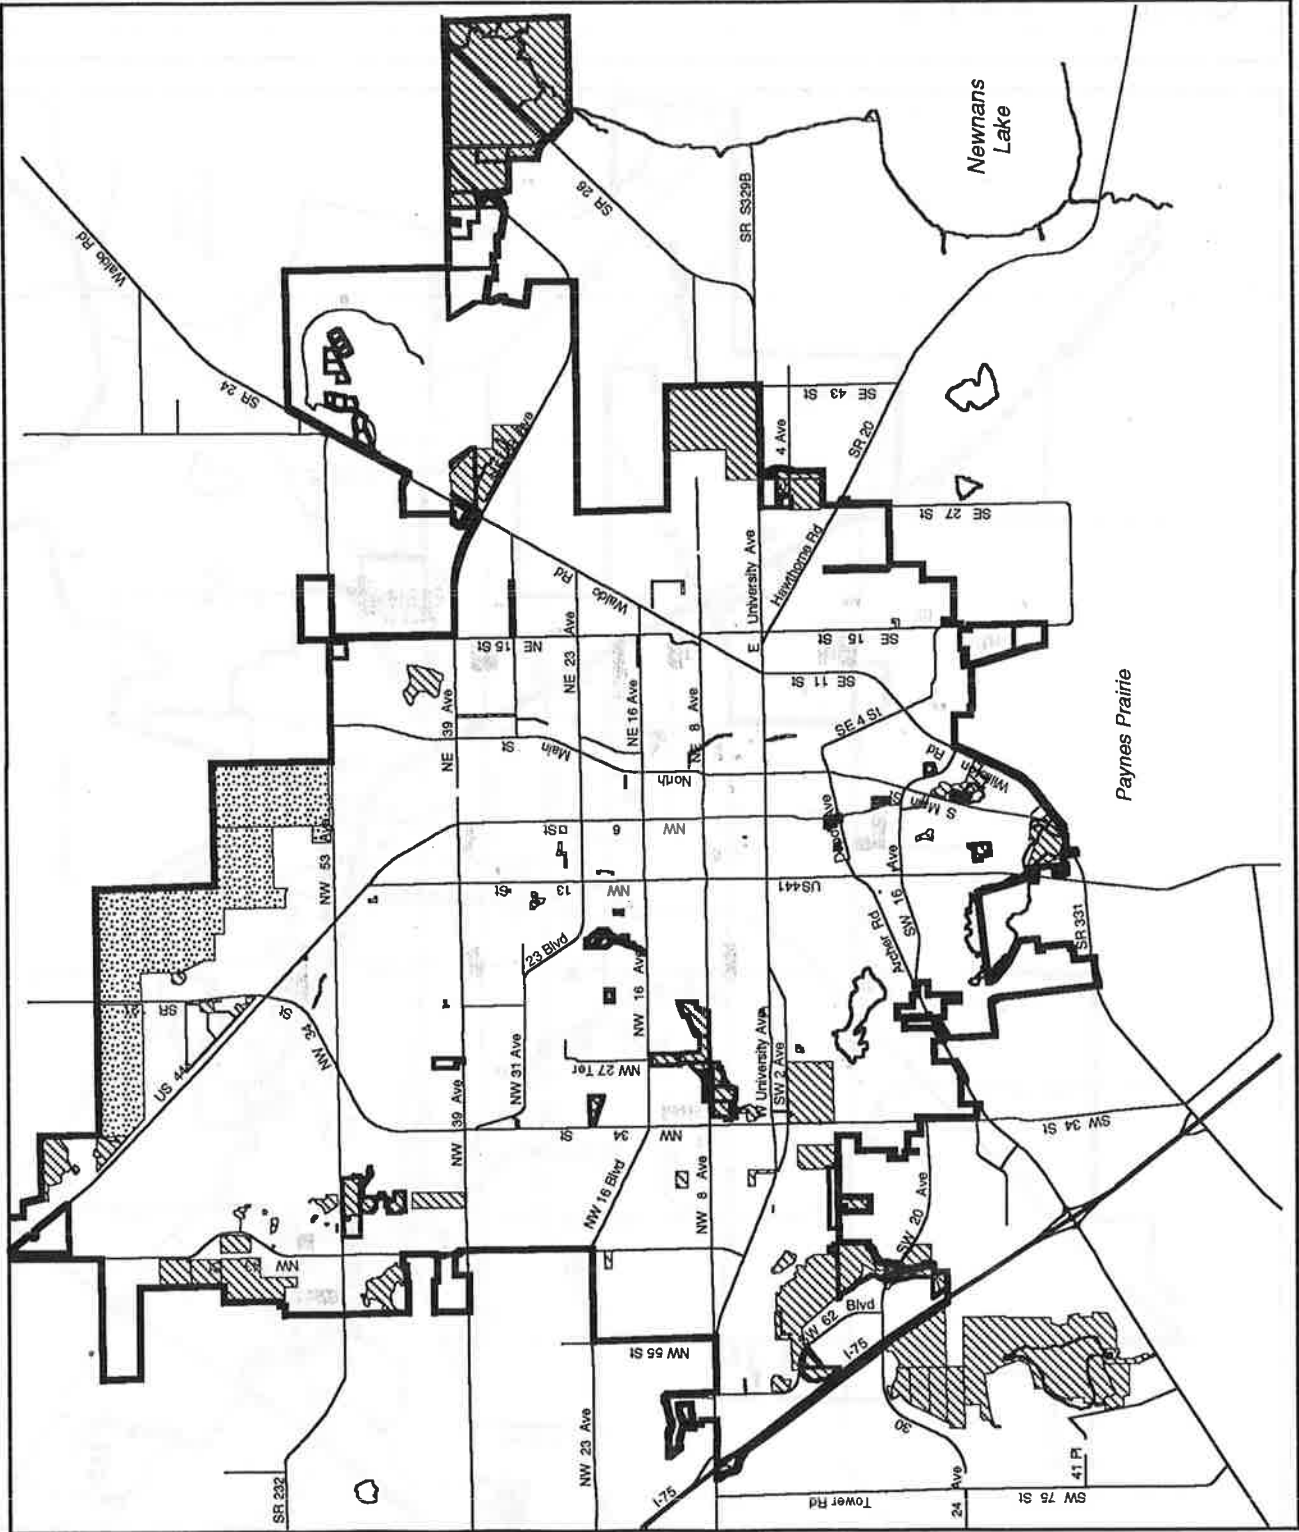 Newnans
Lake
Waldo Rd
SR 26
SR S329B
SR 24
SE 43 St
4 Ave
SR 20
SE 27 St
University Ave
E
Hawthorne Rd
Waldo
Rd
NE 15 St
NE 23 Ave
SE 15 St
SE 11 St
NE 16 Ave
NE 8 Ave
NE 39 Ave
Main
St
North
SE 4 St
Williston
Rd
S Main
St
Paynes Prairie
NW 53 Ave
NW 6 St
Ave
SW 16 Ave
NW 13 St
US441
Archer Rd
SR 331
23 Blvd
NW 16 Ave
SR 121
NW 34
St
US 441
NW 31 Ave
NW 27 Ter
W University Ave
SW 2 Ave
NW 39 Ave
NW 34 St
SW 34 St
NW 16 Blvd
NW 8 Ave
SW 20 Ave
NW
SW 62 Blvd
I-75
NW 55 St
30
NW 23 Ave
SR 232
I-75
Tower Rd
24 Ave
41 Pl
SW 75 St